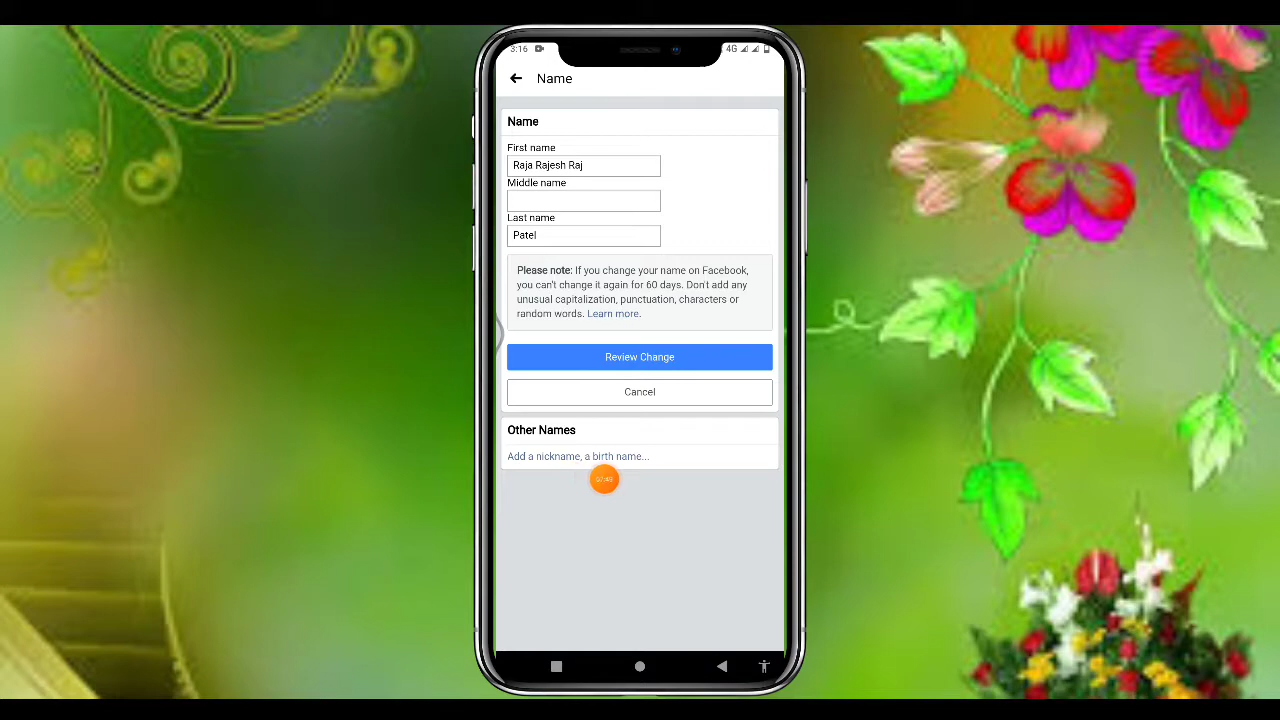 3:16
4G
Name
Name
First name
Raja Rajesh Raj
Middle name
Last name
Patel
Please note: If you change your name on Facebook,
you can't change it again for 60 days. Don't add any
unusual capitalization, punctuation, characters or
random words. Learn more.
Review Change
Cancel
Other Names
Add a nickname, a birth name...